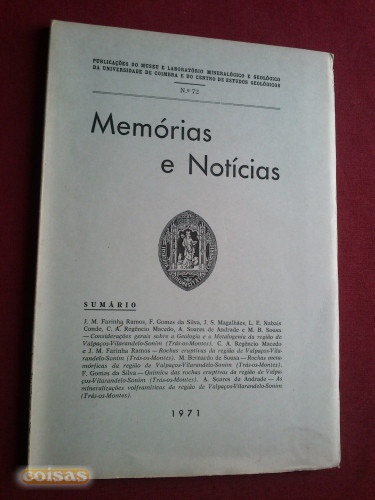 PUBLICAÇÕES DO MUSEU E LABORATÓRIO MINERALÓGICO E GEOLÓGICO
DA UNIVERSIDADE DE COIMBRA E DO CENTRO DE ESTUDOS GEOLÓGICOS
N.º 72
Memórias
e Notícias
SUMÁRIO
J. M. Farinha Ramos, F. Gomes da Silva, J. S. Magalhães, L. E. Nabais
Conde, C. A. Regêncio Macedo, A. Soares de Andrade e M. B. Sousa
— Considerações gerais sobre a Geologia e a Metalogenia da região de
Valpaços-Vilarandelo-Sonim (Trás-os-Montes). C. A. Regêncio Macedo
e J. M. Farinha Ramos — Rochas eruptivas da região de Valpaços-Vila-
randelo-Sonim (Trás-os-Montes). M. Bernardo de Sousa — Rochas meta-
mórficas da região de Valpaços-Vilarandelo-Sonim (Trás-os-Montes).
F. Gomes da Silva — Química das rochas eruptivas da região de Valpa-
ços-Vilarandelo-Sonim (Trás-os-Montes). A. Soares de Andrade — As
mineralizações volframíticas da região de Valpaços-Vilarandelo-Sonim
(Trás-os-Montes).
1971
coisas